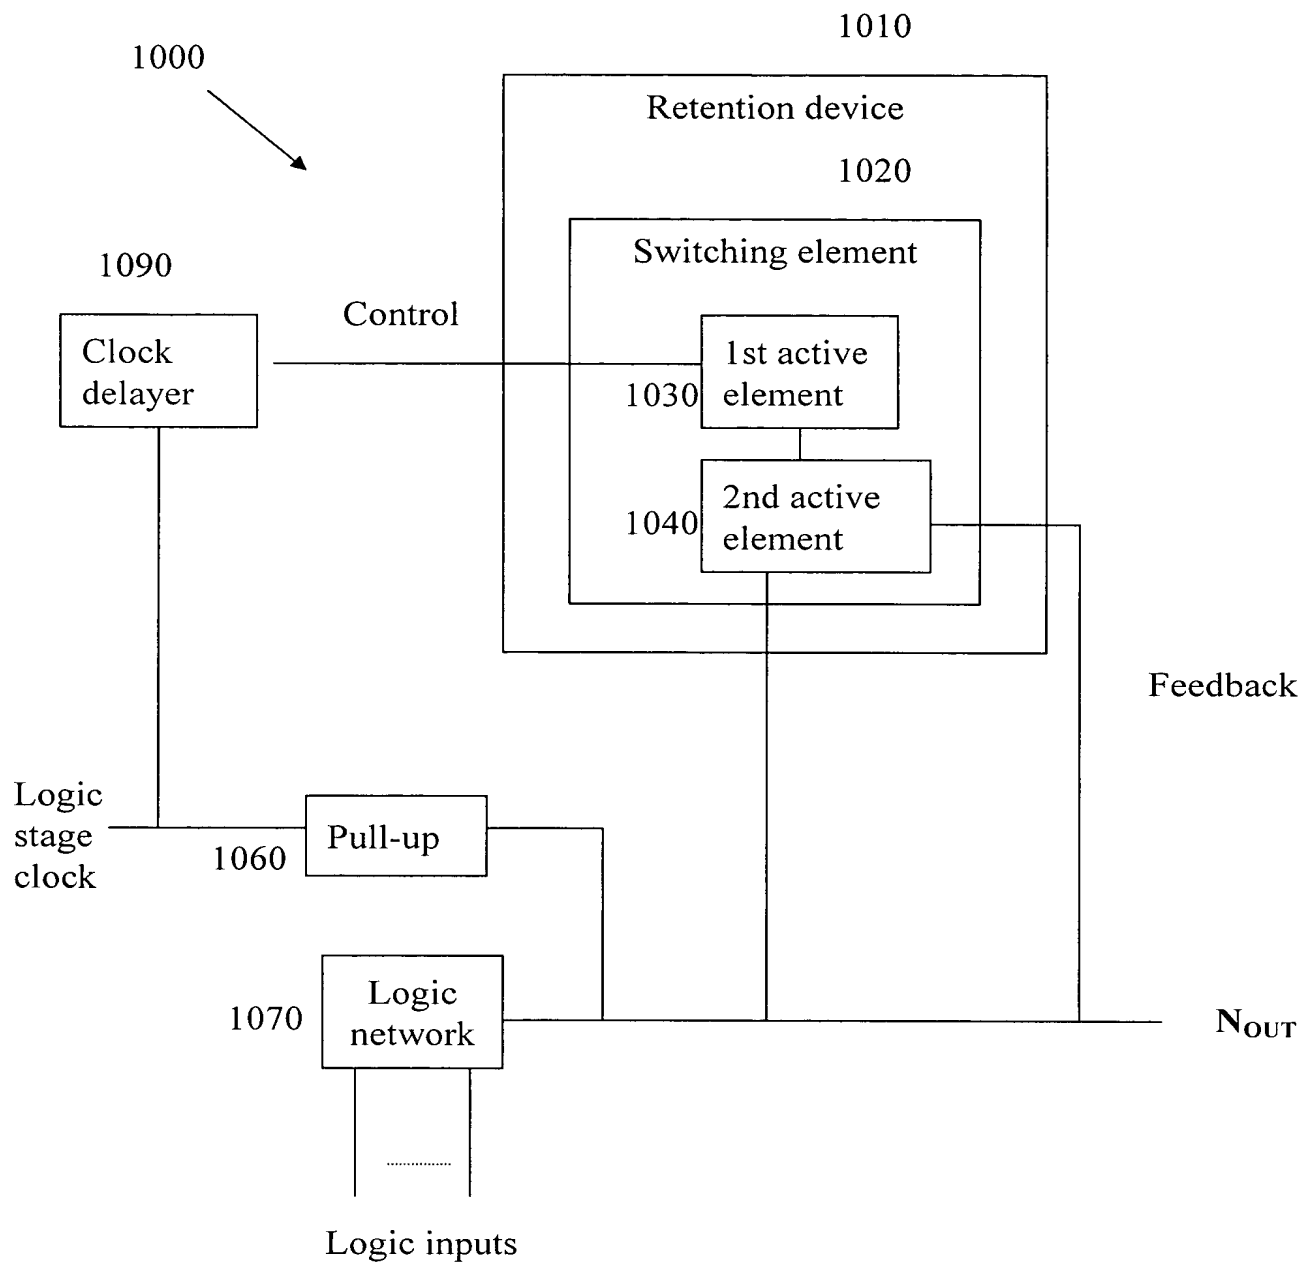 1010
1000
Retention device
1020
Switching element
1090
Control
Clock
delayer
1st active
element
1030
2nd active
element
1040
Feedback
Logic
stage
clock
Pull-up
1060
Logic
network
1070
NOUT
Logic inputs